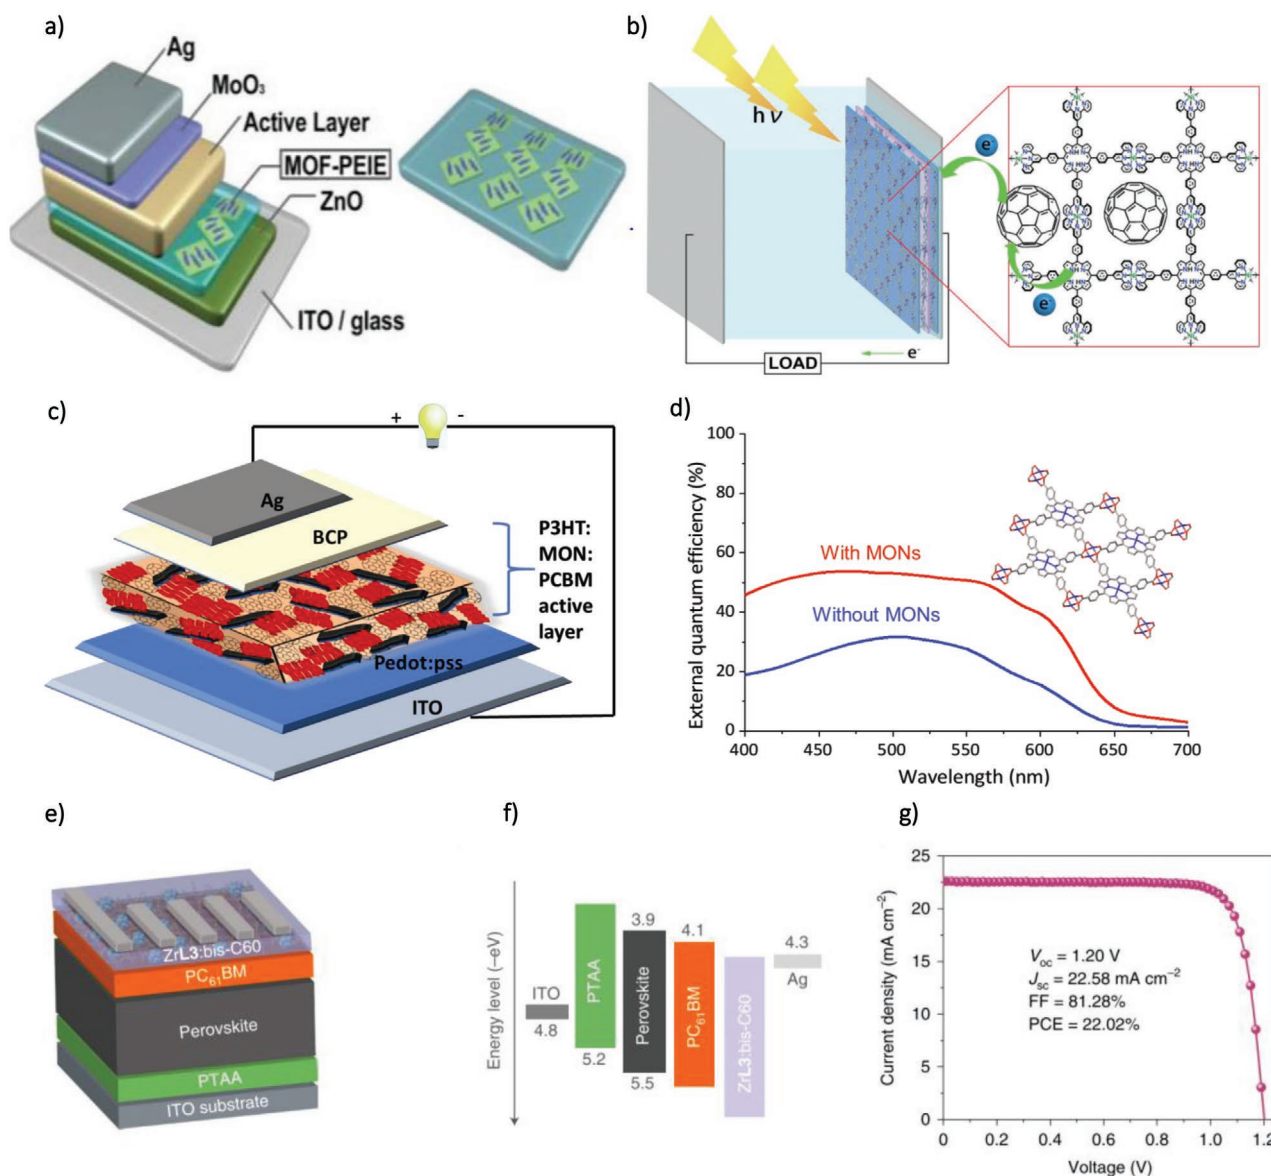 a)
Ag
MoO₃
Active Layer
MOF-PEIE
ZnO
ITO / glass
b)
hν
e⁻
e⁻
LOAD
e⁻
c)
+ -
Ag
BCP
P3HT:
MON:
PCBM
active
layer
Pedot:pss
ITO
d)
External quantum efficiency (%)
100
80
60
40
20
0
With MONs
Without MONs
400 450 500 550 600 650 700
Wavelength (nm)
e)
ZrL3:bis-C60
PC₆₁BM
Perovskite
PTAA
ITO substrate
f)
Energy level (–eV)
ITO
4.8
PTAA
5.2
3.9
Perovskite
5.5
4.1
PC₆₁BM
ZrL3:bis-C60
4.3
Ag
g)
Current density (mA cm⁻²)
25
20
15
10
5
0
V_oc = 1.20 V
J_sc = 22.58 mA cm⁻²
FF = 81.28%
PCE = 22.02%
0 0.2 0.4 0.6 0.8 1.0 1.2
Voltage (V)